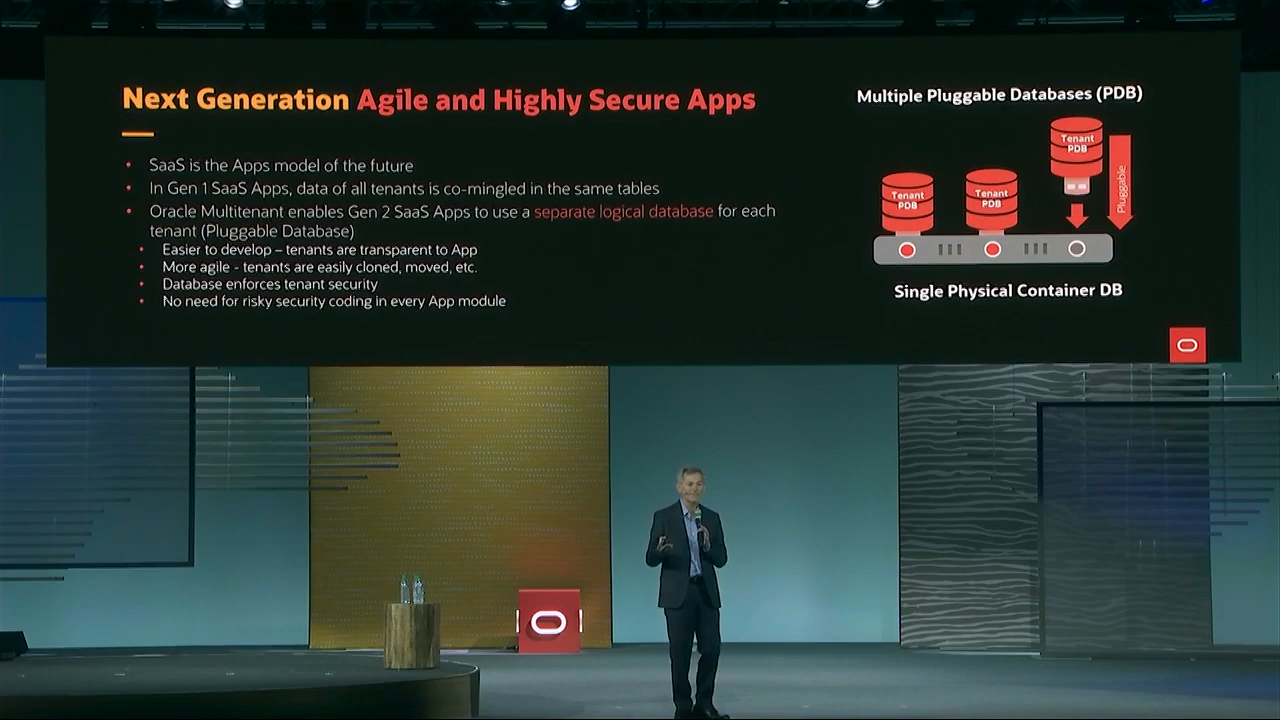 Next Generation Agile and Highly Secure Apps
• SaaS is the Apps model of the future
• In Gen 1 SaaS Apps, data of all tenants is co-mingled in the same tables
• Oracle Multitenant enables Gen 2 SaaS Apps to use a separate logical database for each
tenant (Pluggable Database)
• Easier to develop – tenants are transparent to App
• More agile - tenants are easily cloned, moved, etc.
• Database enforces tenant security
• No need for risky security coding in every App module
Multiple Pluggable Databases (PDB)
Tenant
PDB
Tenant
PDB
Tenant
PDB
Pluggable
Single Physical Container DB